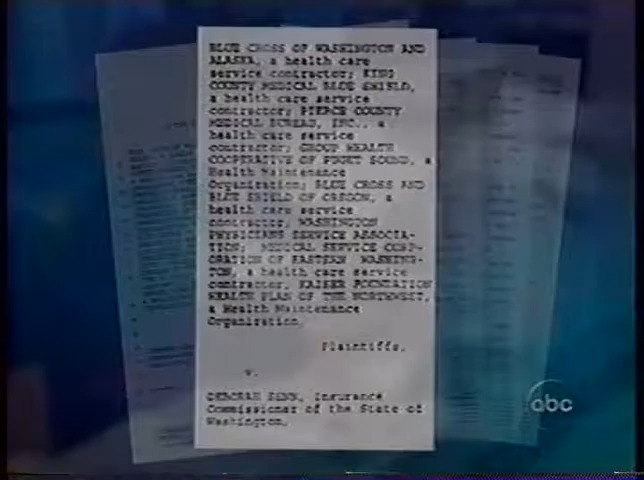 BLUE CROSS OF WASHINGTON AND
ALASKA, a health care
service contractor; KING
COUNTY MEDICAL BLUE SHIELD,
a health care service
contractor; PIERCE COUNTY
MEDICAL BUREAU, INC., a
health care service
contractor; GROUP HEALTH
COOPERATIVE OF PUGET SOUND, a
Health Maintenance
Organization; BLUE CROSS AND
BLUE SHIELD OF OREGON, a
health care service
contractor; WASHINGTON
PHYSICIANS SERVICE ASSOCIA-
TION; MEDICAL SERVICE CORP-
ORATION OF EASTERN WASHING-
TON, a health care service
contractor, KAISER FOUNDATION
HEALTH PLAN OF THE NORTHWEST,
a Health Maintenance
Organization,
Plaintiffs,
v.
DEBORAH SENN, Insurance
Commissioner of the State of
Washington,
abc